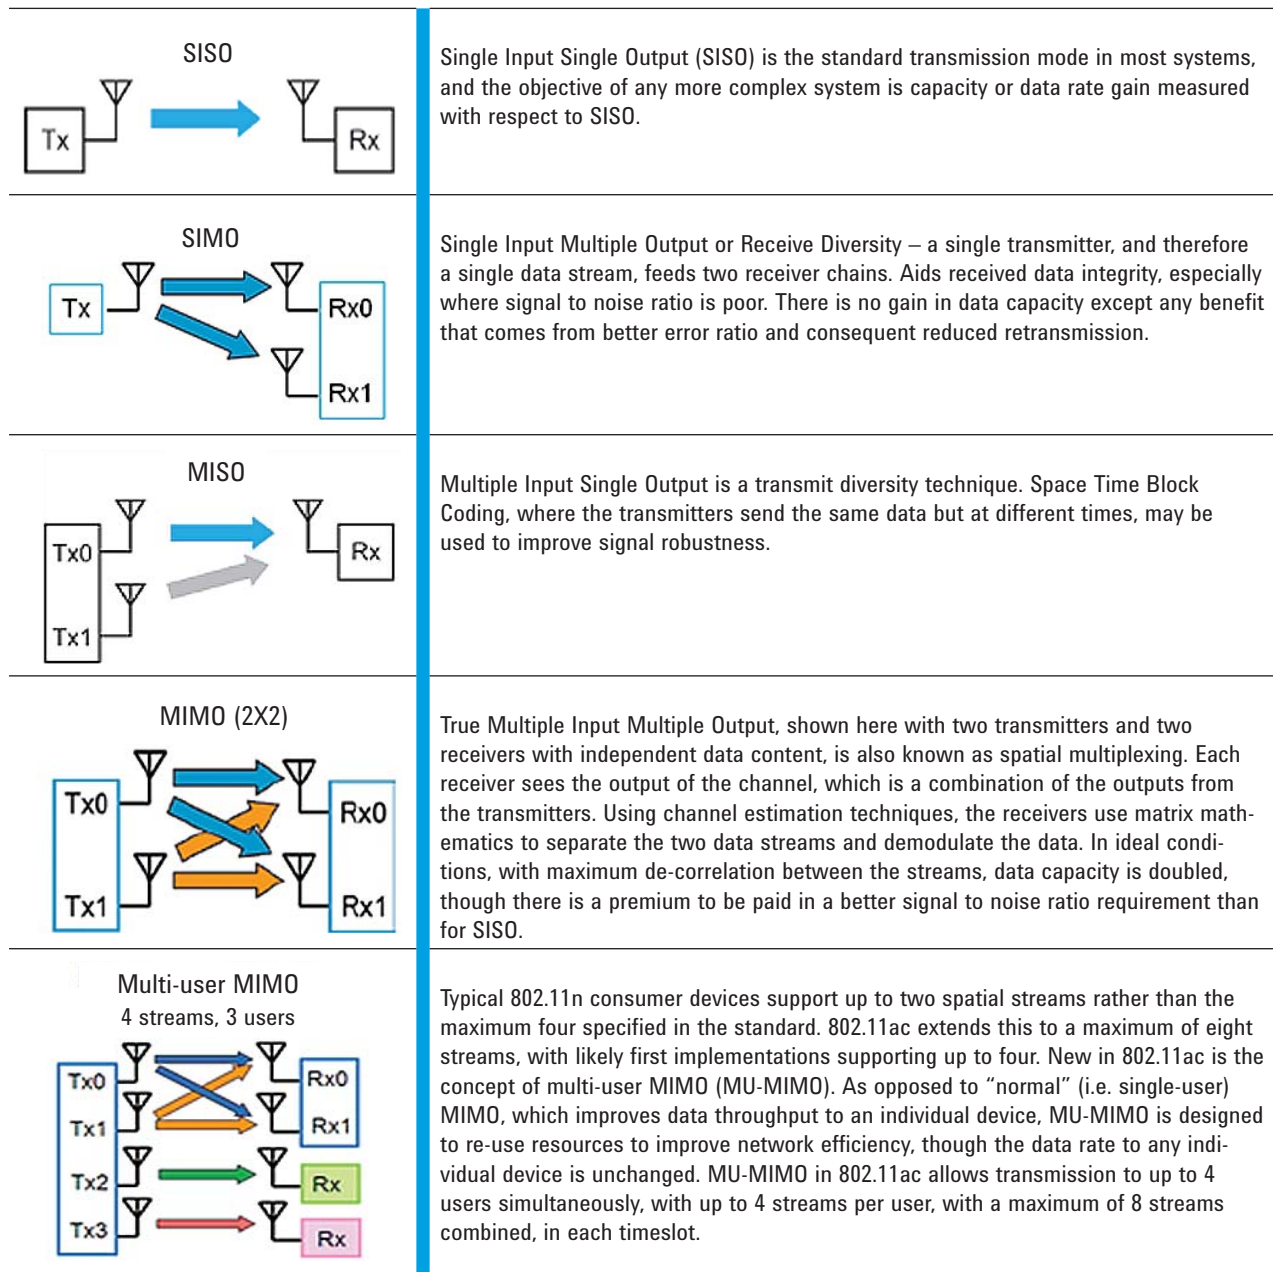 SISO
Tx
Rx
Single Input Single Output (SISO) is the standard transmission mode in most systems,
and the objective of any more complex system is capacity or data rate gain measured
with respect to SISO.
SIMO
Tx
Rx0
Rx1
Single Input Multiple Output or Receive Diversity – a single transmitter, and therefore
a single data stream, feeds two receiver chains. Aids received data integrity, especially
where signal to noise ratio is poor. There is no gain in data capacity except any benefit
that comes from better error ratio and consequent reduced retransmission.
MISO
Tx0
Rx
Tx1
Multiple Input Single Output is a transmit diversity technique. Space Time Block
Coding, where the transmitters send the same data but at different times, may be
used to improve signal robustness.
MIMO (2X2)
Tx0
Rx0
Tx1
Rx1
True Multiple Input Multiple Output, shown here with two transmitters and two
receivers with independent data content, is also known as spatial multiplexing. Each
receiver sees the output of the channel, which is a combination of the outputs from
the transmitters. Using channel estimation techniques, the receivers use matrix math-
ematics to separate the two data streams and demodulate the data. In ideal condi-
tions, with maximum de-correlation between the streams, data capacity is doubled,
though there is a premium to be paid in a better signal to noise ratio requirement than
for SISO.
Multi-user MIMO
4 streams, 3 users
Tx0
Rx0
Tx1
Rx1
Tx2
Rx
Tx3
Rx
Typical 802.11n consumer devices support up to two spatial streams rather than the
maximum four specified in the standard. 802.11ac extends this to a maximum of eight
streams, with likely first implementations supporting up to four. New in 802.11ac is the
concept of multi-user MIMO (MU-MIMO). As opposed to “normal” (i.e. single-user)
MIMO, which improves data throughput to an individual device, MU-MIMO is designed
to re-use resources to improve network efficiency, though the data rate to any indi-
vidual device is unchanged. MU-MIMO in 802.11ac allows transmission to up to 4
users simultaneously, with up to 4 streams per user, with a maximum of 8 streams
combined, in each timeslot.